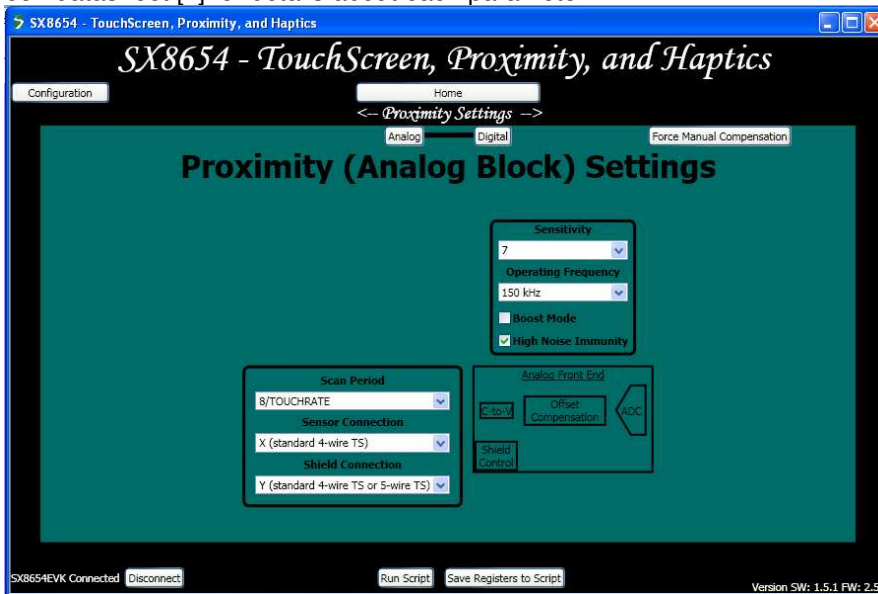 SX8654 - TouchScreen, Proximity, and Haptics
SX8654 - TouchScreen, Proximity, and Haptics
Configuration
Home
<-- Proximity Settings -->
Analog
Digital
Force Manual Compensation
Proximity (Analog Block) Settings
Sensitivity
7
Operating Frequency
150 kHz
Boost Mode
High Noise Immunity
Scan Period
8/TOUCHRATE
Sensor Connection
X (standard 4-wire TS)
Shield Connection
Y (standard 4-wire TS or 5-wire TS)
Analog Front End
C-to-V
Offset
Compensation
ADC
Shield
Control
SX8654EVK Connected
Disconnect
Run Script
Save Registers to Script
Version SW: 1.5.1 FW: 2.5